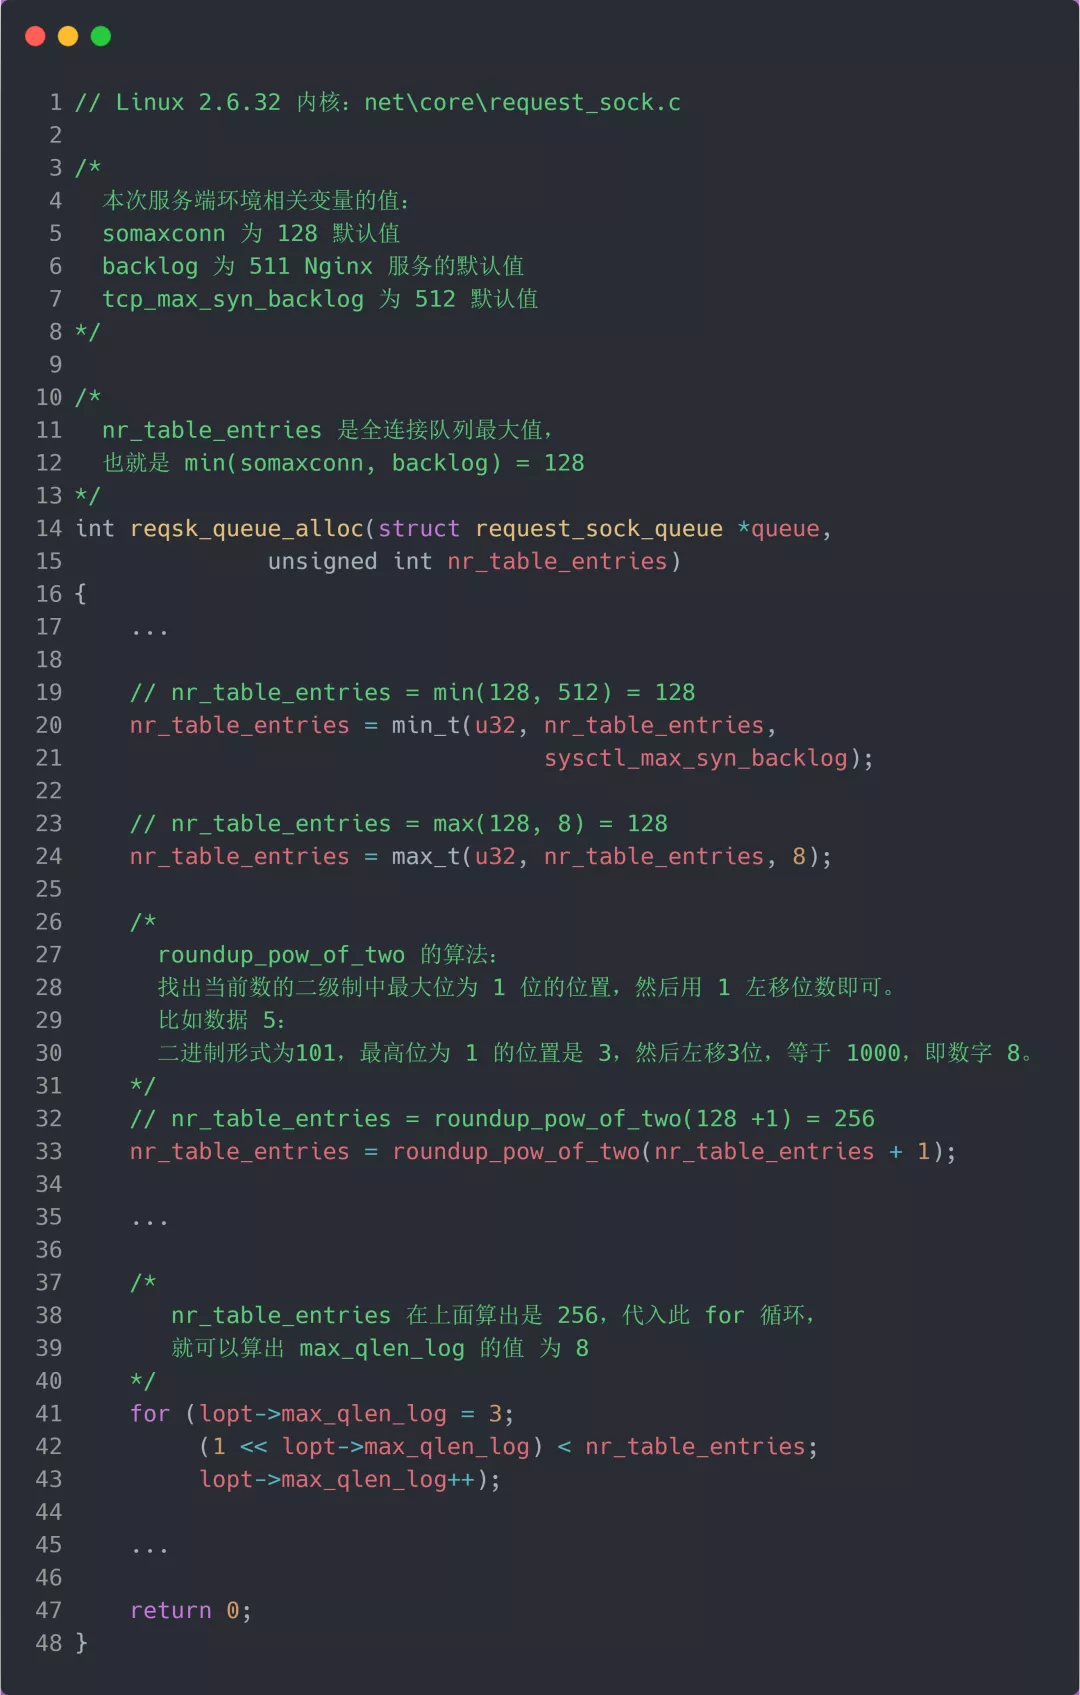 1 // Linux 2.6.32 内核：net\core\request_sock.c
2
3 /*
4   本次服务端环境相关变量的值：
5   somaxconn 为 128 默认值
6   backlog 为 511 Nginx 服务的默认值
7   tcp_max_syn_backlog 为 512 默认值
8 */
9
10 /*
11   nr_table_entries 是全连接队列最大值，
12   也就是 min(somaxconn, backlog) = 128
13 */
14 int reqsk_queue_alloc(struct request_sock_queue *queue,
15               unsigned int nr_table_entries)
16 {
17     ...
18
19     // nr_table_entries = min(128, 512) = 128
20     nr_table_entries = min_t(u32, nr_table_entries,
21                                   sysctl_max_syn_backlog);
22
23     // nr_table_entries = max(128, 8) = 128
24     nr_table_entries = max_t(u32, nr_table_entries, 8);
25
26     /*
27       roundup_pow_of_two 的算法：
28       找出当前数的二级制中最大位为 1 位的位置，然后用 1 左移位数即可。
29       比如数据 5：
30       二进制形式为101，最高位为 1 的位置是 3，然后左移3位，等于 1000，即数字 8。
31     */
32     // nr_table_entries = roundup_pow_of_two(128 +1) = 256
33     nr_table_entries = roundup_pow_of_two(nr_table_entries + 1);
34
35     ...
36
37     /*
38        nr_table_entries 在上面算出是 256，代入此 for 循环，
39        就可以算出 max_qlen_log 的值 为 8
40     */
41     for (lopt->max_qlen_log = 3;
42          (1 << lopt->max_qlen_log) < nr_table_entries;
43          lopt->max_qlen_log++);
44
45     ...
46
47     return 0;
48 }